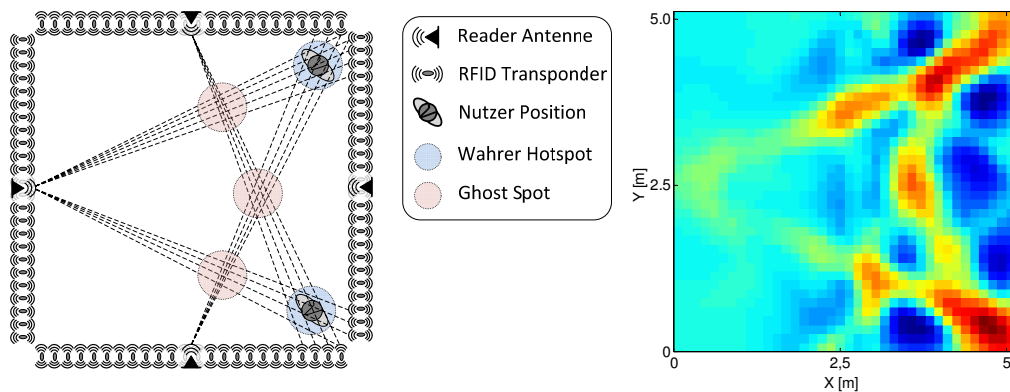 Reader Antenne
RFID Transponder
Nutzer Position
Wahrer Hotspot
Ghost Spot
5.0
2.5
0
Y [m]
0
2,5
5
X [m]